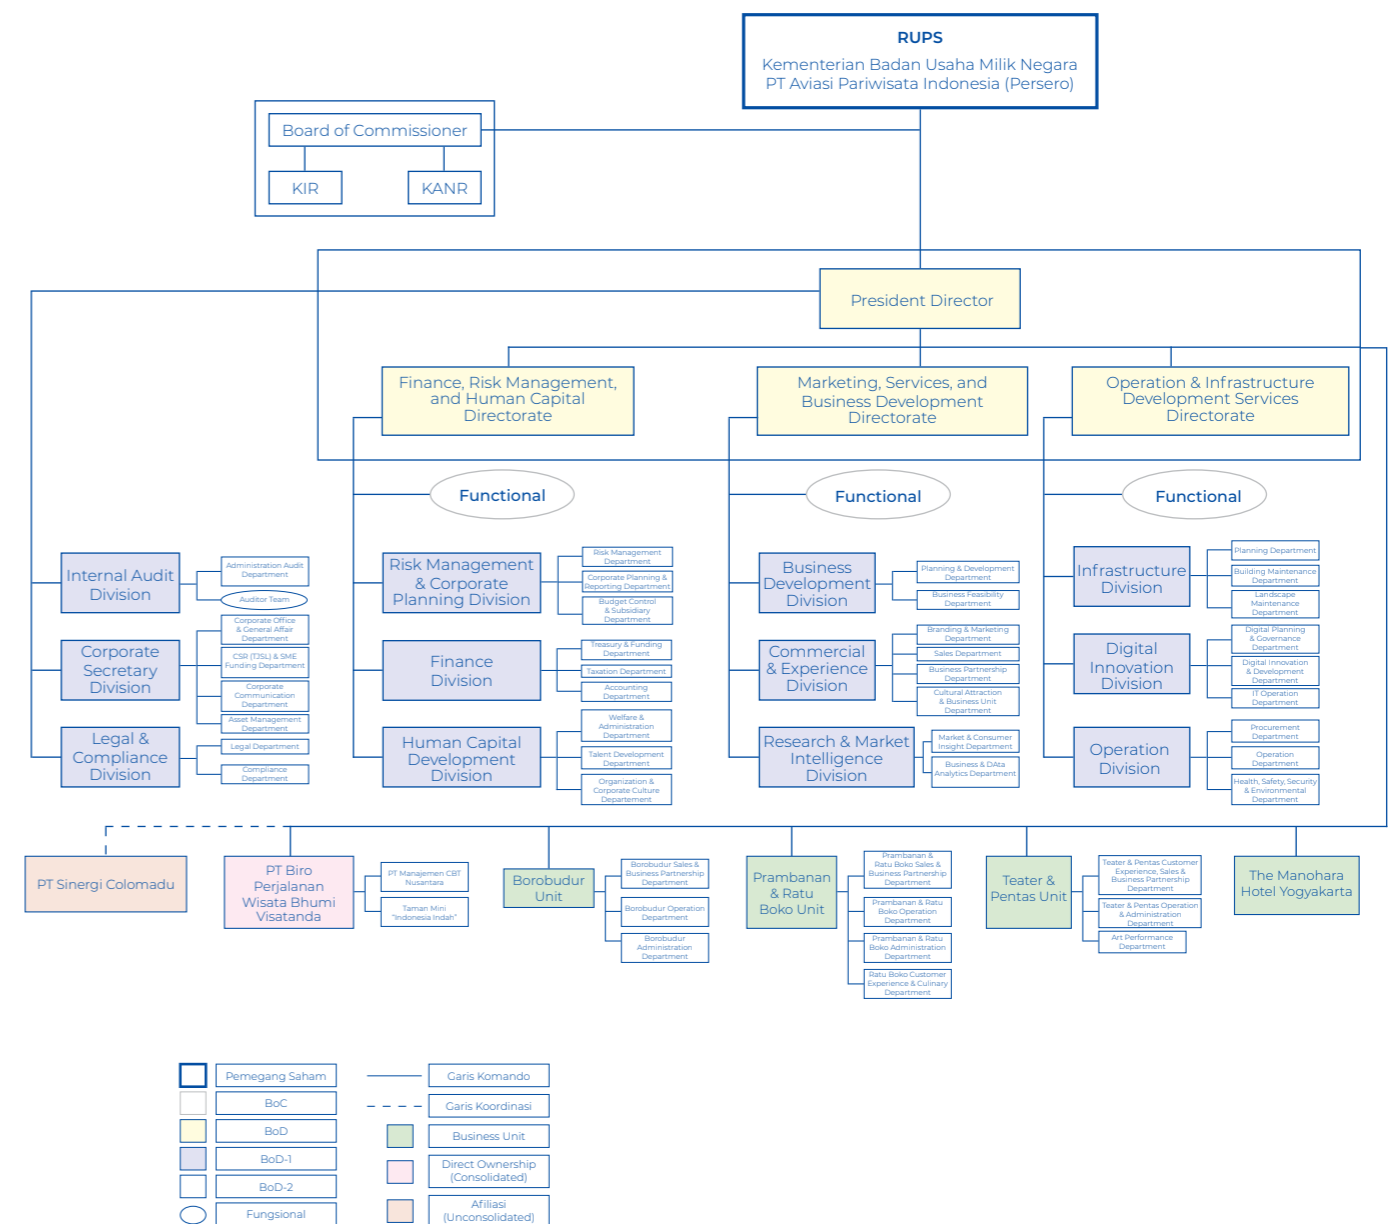 RUPS
Kementerian Badan Usaha Milik Negara
PT Aviasi Pariwisata Indonesia (Persero)
Board of Commissioner
KIR
KANR
President Director
Finance, Risk Management,
and Human Capital
Directorate
Marketing, Services, and
Business Development
Directorate
Operation & Infrastructure
Development Services
Directorate
Functional
Functional
Functional
Internal Audit
Division
Administration Audit
Department
Auditor Team
Corporate
Secretary
Division
Corporate Office
& General Affair
Department
CSR (TJSL) & SME
Funding Department
Corporate
Communication
Department
Asset Management
Department
Legal &
Compliance
Division
Legal Department
Compliance
Department
Risk Management
& Corporate
Planning Division
Risk Management
Department
Corporate Planning &
Reporting Department
Budget Control
& Subsidiary
Department
Finance
Division
Treasury & Funding
Department
Taxation Department
Accounting
Department
Human Capital
Development
Division
Welfare &
Administration
Department
Talent Development
Department
Organization &
Corporate Culture
Departement
Business
Development
Division
Planning & Development
Department
Business Feasibility
Department
Commercial
& Experience
Division
Branding & Marketing
Department
Sales Department
Business Partnership
Department
Cultural Attraction
& Business Unit
Department
Research & Market
Intelligence
Division
Market & Consumer
Insight Department
Business & DAta
Analytics Department
Infrastructure
Division
Planning Department
Building Maintenance
Department
Landscape
Maintenance
Department
Digital
Innovation
Division
Digital Planning
& Governance
Department
Digital Innovation
& Development
Department
IT Operation
Department
Operation
Division
Procurement
Department
Operation
Department
Health, Safety, Security
& Environmental
Department
PT Sinergi Colomadu
PT Biro
Perjalanan
Wisata Bhumi
Visatanda
PT Manajemen CBT
Nusantara
Taman Mini
"Indonesia Indah"
Borobudur
Unit
Borobudur Sales &
Business Partnership
Department
Borobudur Operation
Department
Borobudur
Administration
Department
Prambanan
& Ratu
Boko Unit
Prambanan &
Ratu Boko Sales &
Business Partnership
Department
Prambanan & Ratu
Boko Operation
Department
Prambanan & Ratu
Boko Administration
Department
Ratu Boko Customer
Experience & Culinary
Department
Teater &
Pentas Unit
Teater & Pentas Customer
Experience, Sales &
Business Partnership
Department
Teater & Pentas Operation
& Administration
Department
Art Performance
Department
The Manohara
Hotel Yogyakarta
Pemegang Saham
BoC
BoD
BoD-1
BoD-2
Fungsional
Garis Komando
Garis Koordinasi
Business Unit
Direct Ownership
(Consolidated)
Afiliasi
(Unconsolidated)